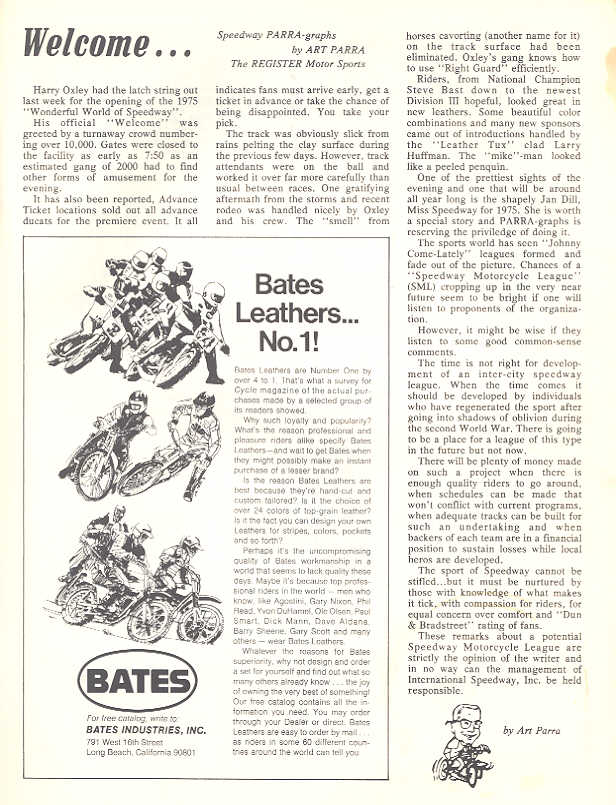 Welcome...
Speedway PARRA-graphs
by ART PARRA
The REGISTER Motor Sports
Harry Oxley had the latch string out
last week for the opening of the 1975
"Wonderful World of Speedway".
His official "Welcome" was
greeted by a turnaway crowd number-
ing over 10,000. Gates were closed to
the facility as early as 7:50 as an
estimated gang of 2000 had to find
other forms of amusement for the
evening.
It has also been reported, Advance
Ticket locations sold out all advance
ducats for the premiere event. It all
indicates fans must arrive early, get a
ticket in advance or take the chance of
being disappointed. You take your
pick.
The track was obviously slick from
rains pelting the clay surface during
the previous few days. However, track
attendants were on the ball and
worked it over far more carefully than
usual between races. One gratifying
aftermath from the storms and recent
rodeo was handled nicely by Oxley
and his crew. The "smell" from
horses cavorting (another name for it)
on the track surface had been
eliminated. Oxley's gang knows how
to use "Right Guard" efficiently.
Riders, from National Champion
Steve Bast down to the newest
Division III hopeful, looked great in
new leathers. Some beautiful color
combinations and many new sponsors
came out of introductions handled by
the "Leather Tux" clad Larry
Huffman. The "mike"-man looked
like a peeled penquin.
One of the prettiest sights of the
evening and one that will be around
all year long is the shapely Jan Dill,
Miss Speedway for 1975. She is worth
a special story and PARRA-graphs is
reserving the priviledge of doing it.
The sports world has seen "Johnny
Come-Lately" leagues formed and
fade out of the picture. Chances of a
"Speedway Motorcycle League"
(SML) cropping up in the very near
future seem to be bright if one will
listen to proponents of the organiza-
tion.
However, it might be wise if they
listen to some good common-sense
comments.
The time is not right for develop-
ment of an inter-city speedway
league. When the time comes it
should be developed by individuals
who have regenerated the sport after
going into shadows of oblivion during
the second World War. There is going
to be a place for a league of this type
in the future but not now.
There will be plenty of money made
on such a project when there is
enough quality riders to go around,
when schedules can be made that
won't conflict with current programs,
when adequate tracks can be built for
such an undertaking and when
backers of each team are in a financial
position to sustain losses while local
heros are developed.
The sport of Speedway cannot be
stifled...but it must be nurtured by
those with knowledge of what makes
it tick, with compassion for riders, for
equal concern over comfort and "Dun
& Bradstreet" rating of fans.
These remarks about a potential
Speedway Motorcycle League are
strictly the opinion of the writer and
in no way can the management of
International Speedway, Inc. be held
responsible.
by Art Parra
Bates
Leathers...
No.1!
Bates Leathers are Number One by
over 4 to 1. That's what a survey for
Cycle magazine of the actual pur-
chases made by a selected group of
its readers showed.
Why such loyalty and popularity?
What's the reason professional and
pleasure riders alike specify Bates
Leathers—and wait to get Bates when
they might possibly make an instant
purchase of a lesser brand?
Is the reason Bates Leathers are
best because they're hand-cut and
custom tailored? Is it the choice of
over 24 colors of top-grain leather?
Is it the fact you can design your own
Leathers for stripes, colors, pockets
and so forth?
Perhaps it's the uncompromising
quality of Bates workmanship in a
world that seems to lack quality these
days. Maybe it's because top profes-
sional riders in the world — men who
know, like Agostini, Gary Nixon, Phil
Read, Yvon DuHamel, Ole Olsen, Paul
Smart, Dick Mann, Dave Aldana,
Barry Sheene, Gary Scott and many
others — wear Bates Leathers.
Whatever the reasons for Bates
superiority, why not design and order
a set for yourself and find out what so
many others already know . . . the joy
of owning the very best of something!
Our free catalog contains all the in-
formation you need. You may order
through your Dealer or direct. Bates
Leathers are easy to order by mail . . .
as riders in some 60 different coun-
tries around the world can tell you.
BATES
For free catalog, write to:
BATES INDUSTRIES, INC.
791 West 16th Street
Long Beach, California 90801